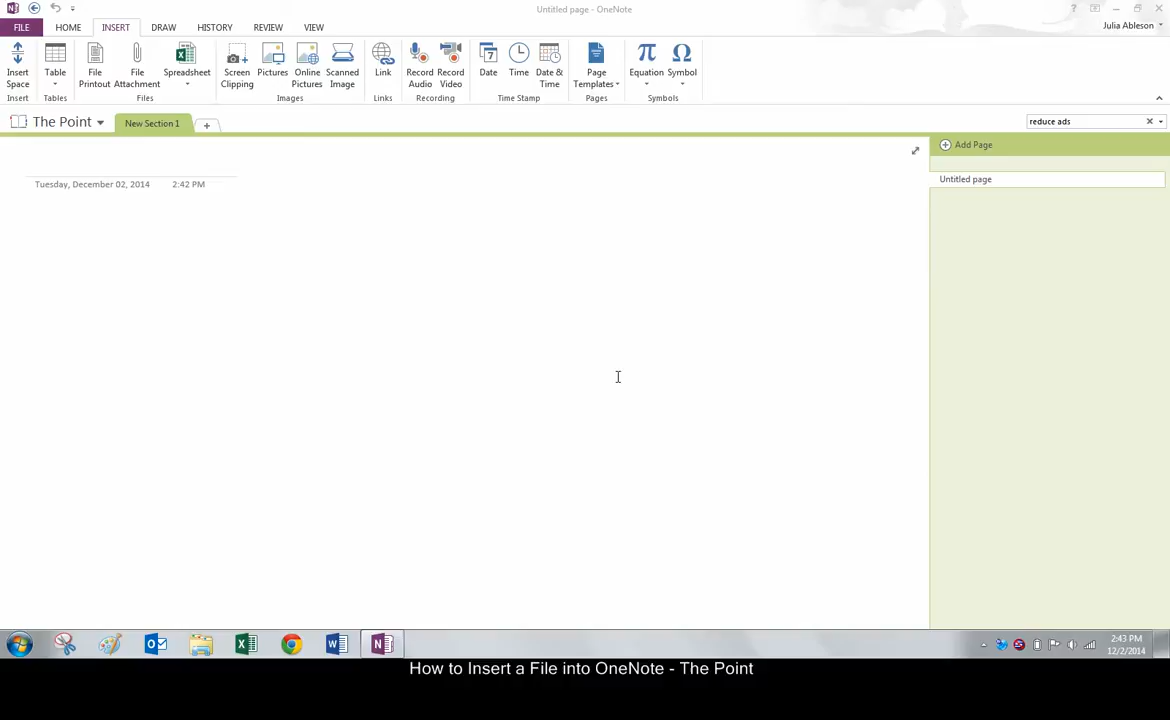 Untitled page - OneNote
FILE HOME INSERT DRAW HISTORY REVIEW VIEW
Julia Ableson
Insert Space
Table
File Printout
File Attachment
Spreadsheet
Screen Clipping
Pictures
Online Pictures
Scanned Image
Link
Record Audio
Record Video
Date
Time
Date & Time
Page Templates
Equation
Symbol
Insert Tables Files Images Links Recording Time Stamp Pages Symbols
The Point New Section 1
reduce ads
Add Page
Untitled page
Tuesday, December 02, 2014 2:42 PM
2:43 PM
12/2/2014
How to Insert a File into OneNote - The Point